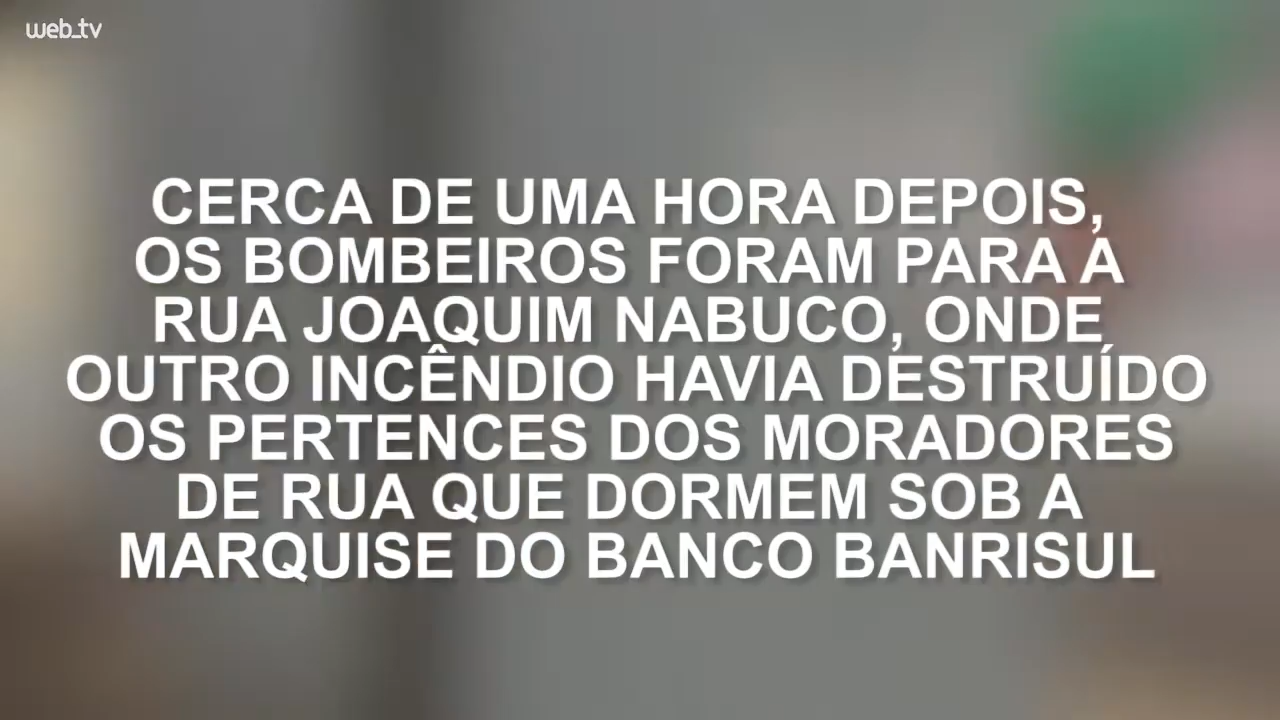 web_tv
CERCA DE UMA HORA DEPOIS,
OS BOMBEIROS FORAM PARA A
RUA JOAQUIM NABUCO, ONDE
OUTRO INCÊNDIO HAVIA DESTRUÍDO
OS PERTENCES DOS MORADORES
DE RUA QUE DORMEM SOB A
MARQUISE DO BANCO BANRISUL